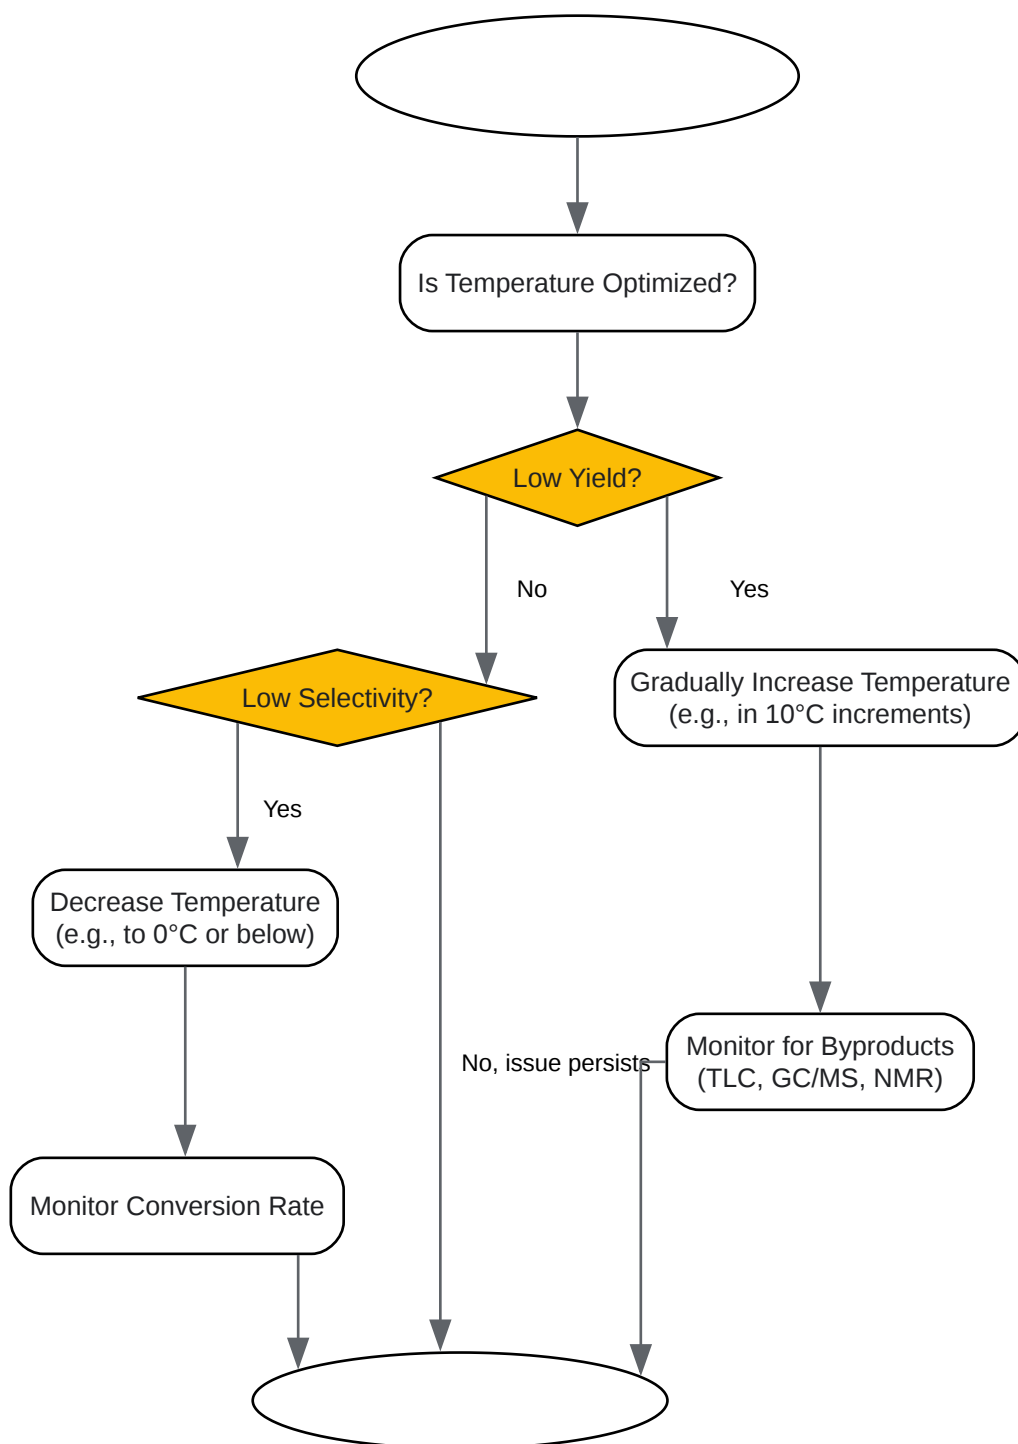 Is Temperature Optimized?
Low Yield?
No
Yes
Gradually Increase Temperature
(e.g., in 10°C increments)
Low Selectivity?
Yes
Decrease Temperature
(e.g., to 0°C or below)
No, issue persists
Monitor for Byproducts
(TLC, GC/MS, NMR)
Monitor Conversion Rate